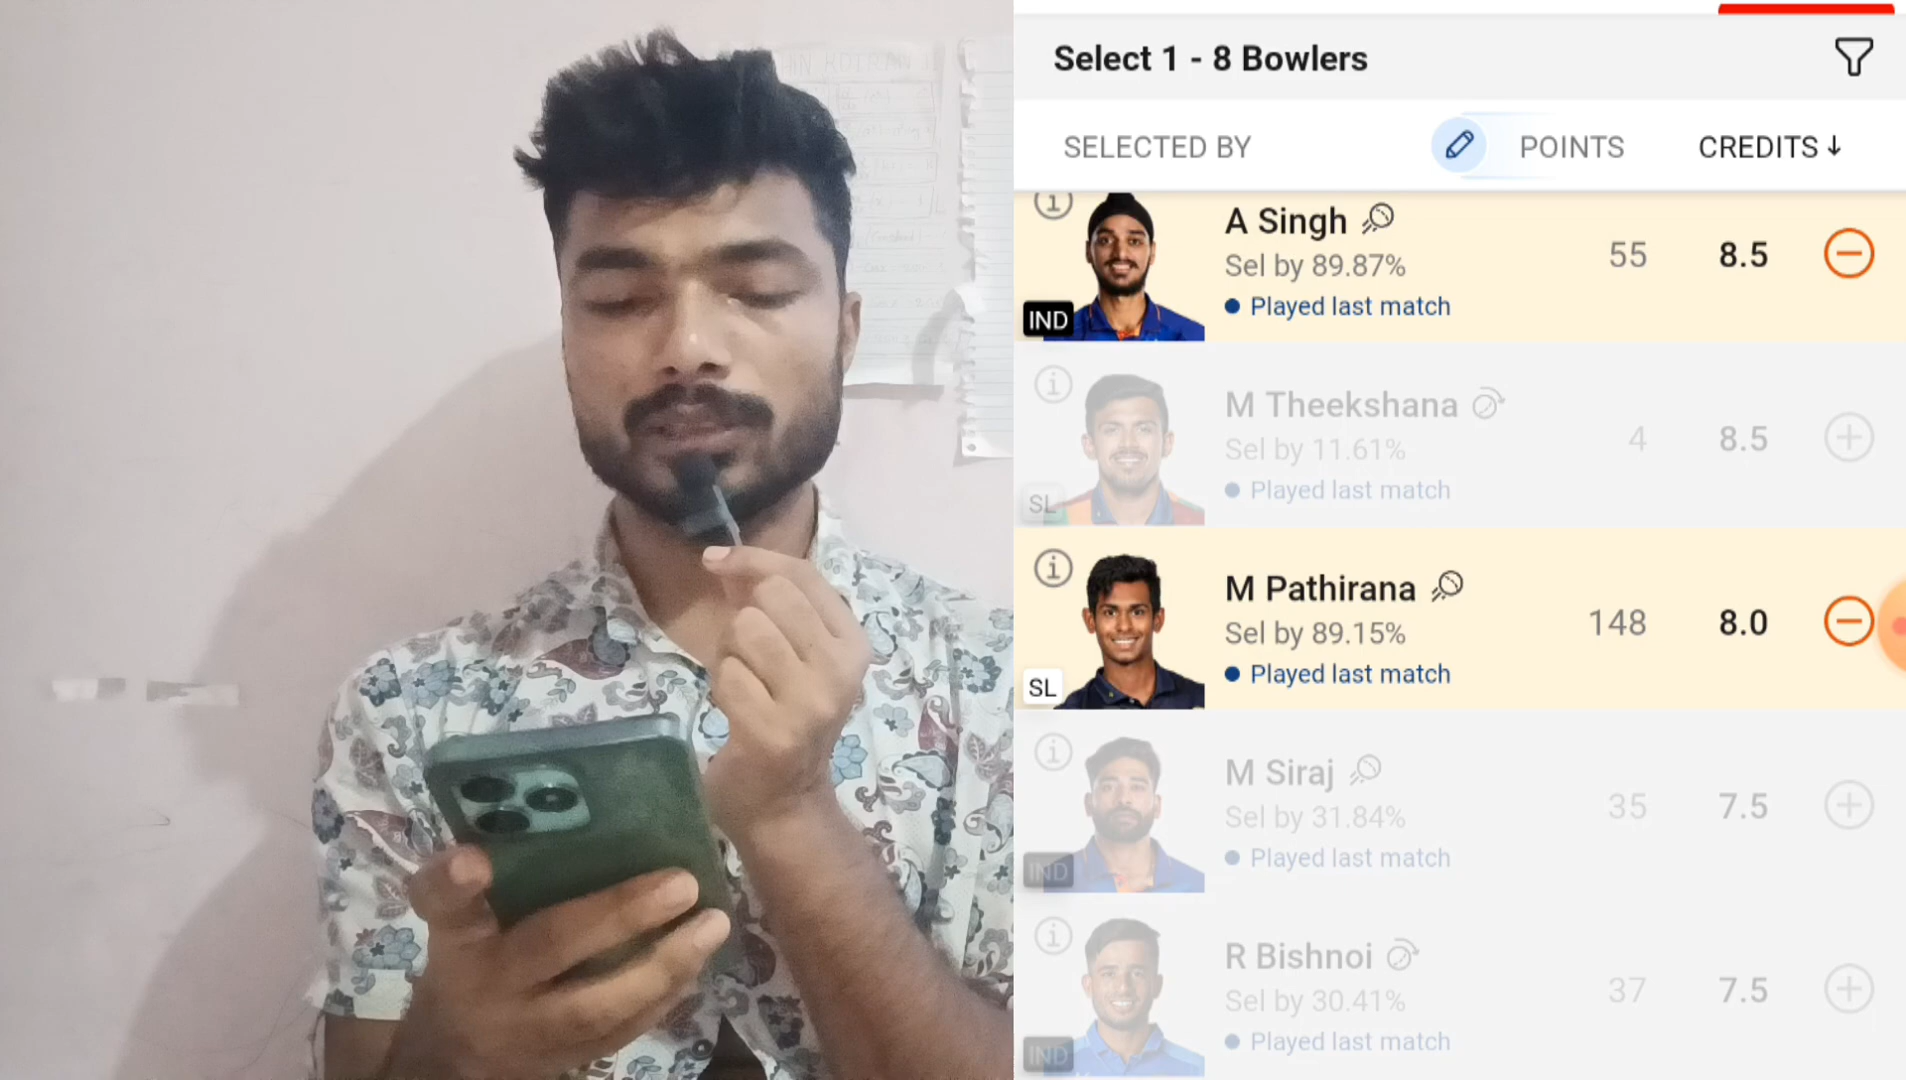 Select 1 - 8 Bowlers
SELECTED BY POINTS CREDITS ↓
A Singh
Sel by 89.87% 55 8.5
Played last match
IND
M Theekshana
Sel by 11.61% 4 8.5
Played last match
SL
M Pathirana
Sel by 89.15% 148 8.0
Played last match
SL
M Siraj
Sel by 31.84% 35 7.5
Played last match
IND
R Bishnoi
Sel by 30.41% 37 7.5
Played last match
IND